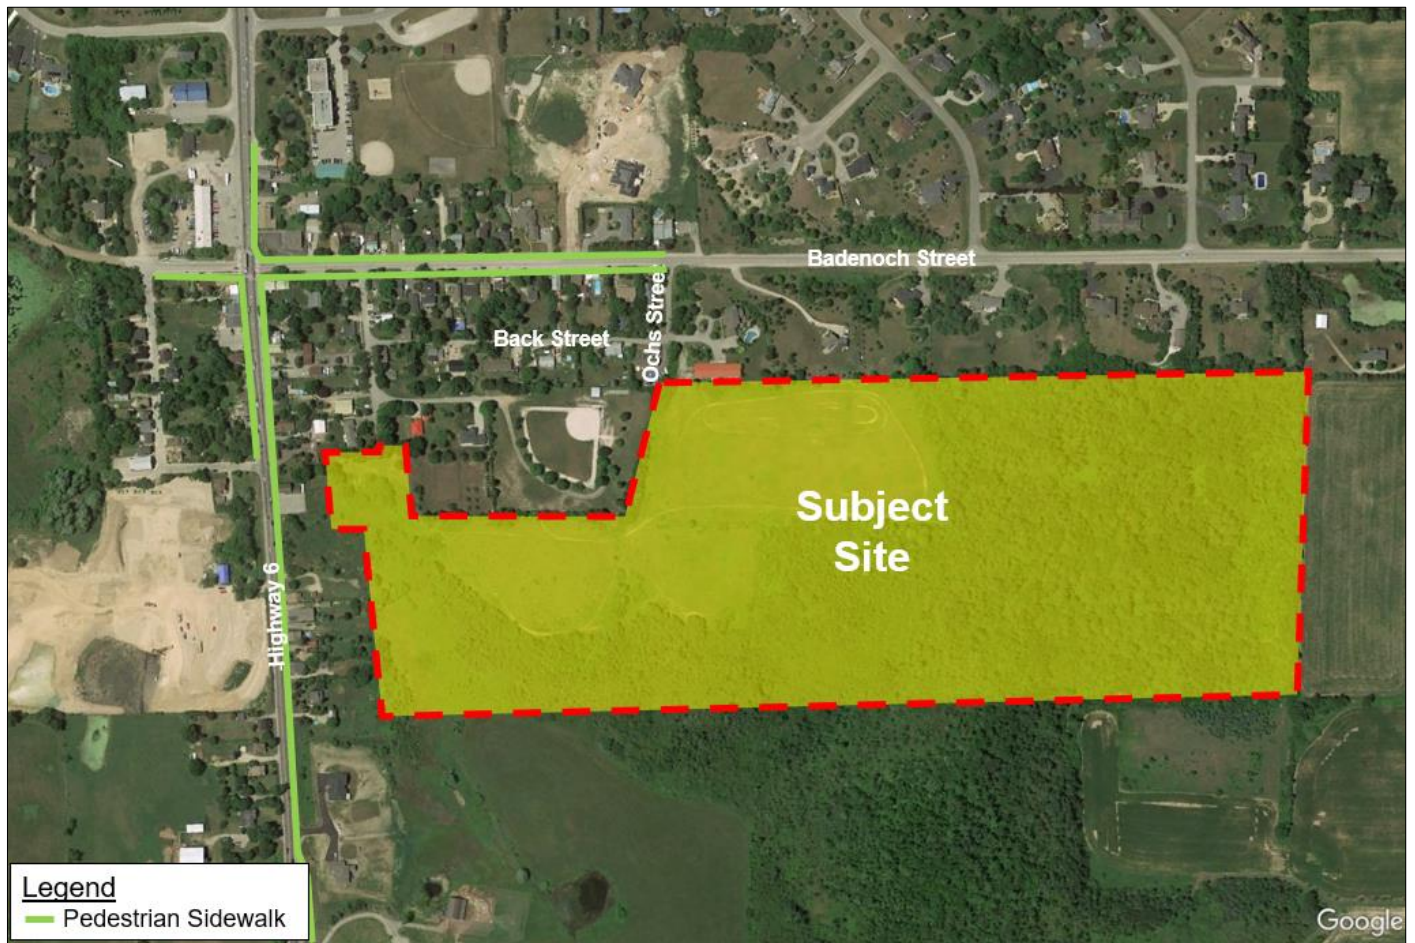 Badenoch Street
Back Street
Ochs Stree
Subject
Site
Highway 6
Legend
Pedestrian Sidewalk
Google